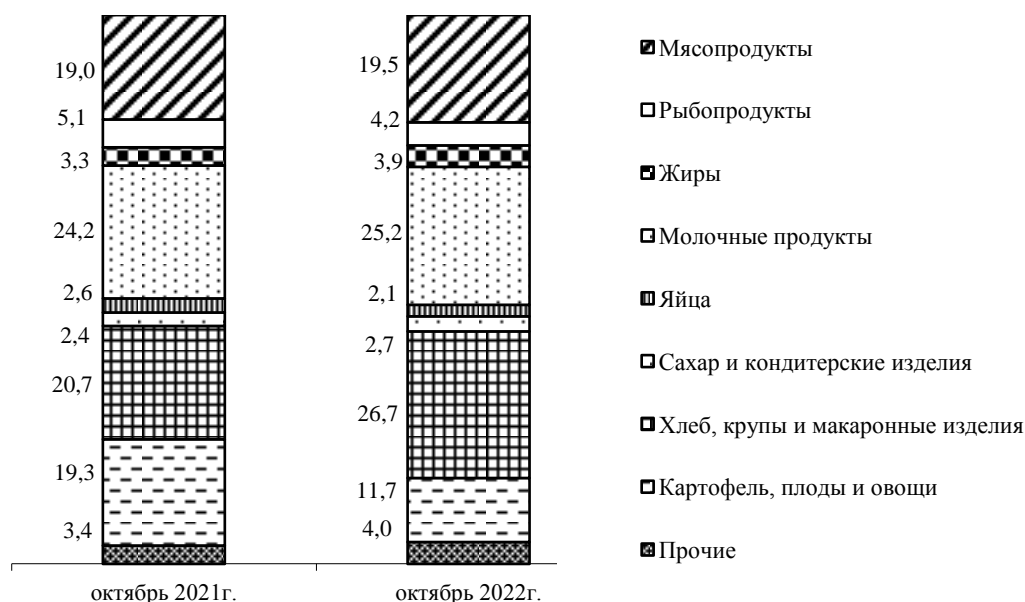 19,0
5,1
3,3
24,2
2,6
2,4
20,7
19,3
3,4
октябрь 2021г.
19,5
4,2
3,9
25,2
2,1
2,7
26,7
11,7
4,0
октябрь 2022г.
Мясопродукты
Рыбопродукты
Жиры
Молочные продукты
Яйца
Сахар и кондитерские изделия
Хлеб, крупы и макаронные изделия
Картофель, плоды и овощи
Прочие